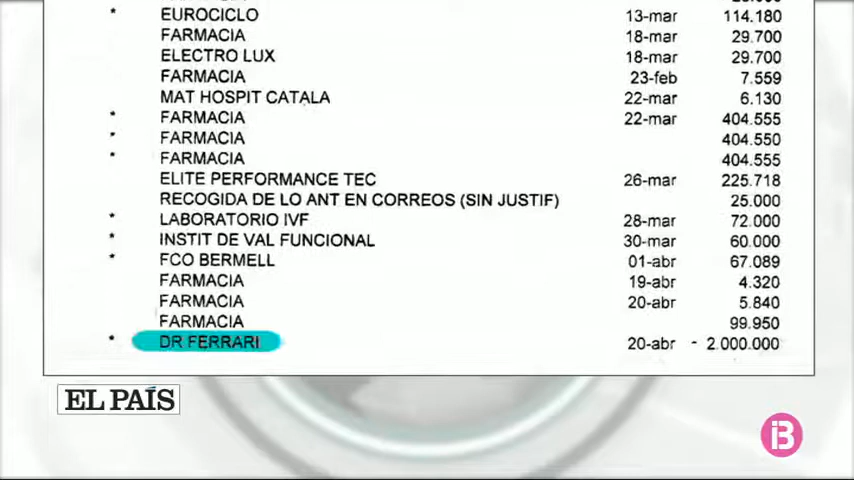 * EUROCICLO 13-mar 114.180
FARMACIA 18-mar 29.700
ELECTRO LUX 18-mar 29.700
FARMACIA 23-feb 7.559
MAT HOSPIT CATALA 22-mar 6.130
* FARMACIA 22-mar 404.555
* FARMACIA 404.550
* FARMACIA 404.555
ELITE PERFORMANCE TEC 26-mar 225.718
RECOGIDA DE LO ANT EN CORREOS (SIN JUSTIF) 25.000
* LABORATORIO IVF 28-mar 72.000
* INSTIT DE VAL FUNCIONAL 30-mar 60.000
* FCO BERMELL 01-abr 67.089
FARMACIA 19-abr 4.320
FARMACIA 20-abr 5.840
FARMACIA 99.950
* DR FERRARI 20-abr - 2.000.000
EL PAÍS